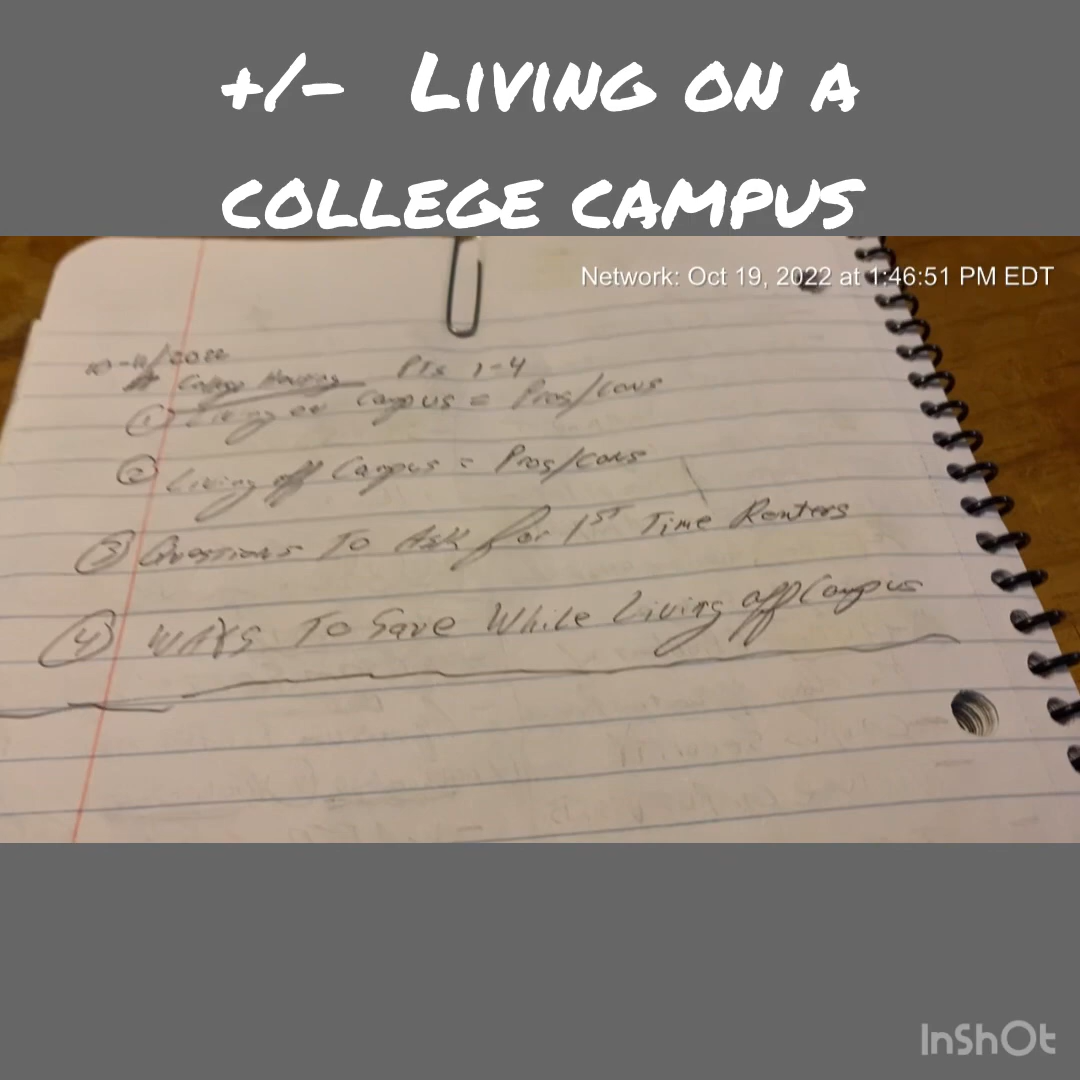 +/- LIVING ON A
COLLEGE CAMPUS
Network: Oct 19, 2022 at 1:46:51 PM EDT
College Housing PTs 1-4
① Living on Campus = Pros/cons
② Living off Campus = Pros/cons
③ Questions To Ask for 1ST Time Renters
④ WAYS To Save While Living off Campus
InShOt